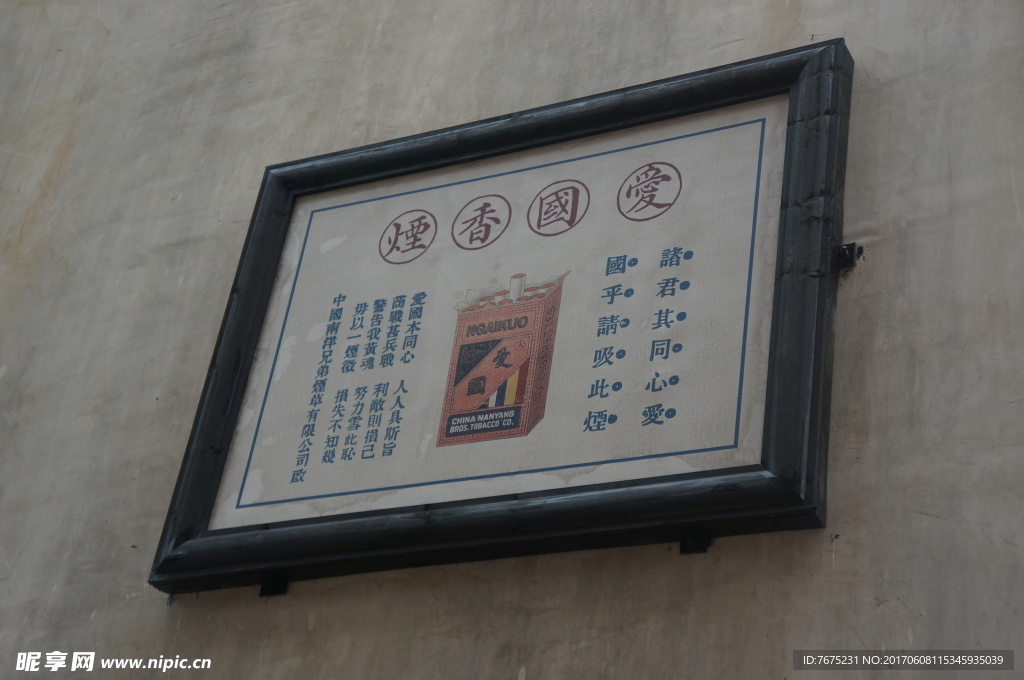 愛國香煙
諸君其同心愛
國乎請吸此煙
NGAIKUO
愛
國
CHINA·NANYANG
BROS. TOBACCO CO.
愛國本同心 人人具斯旨
商戰甚兵戰 利敵則損己
警告我黃魂 努力雪此恥
毋以一煙微 損失不知幾
中國南洋兄弟煙草有限公司啟
昵享网 www.nipic.cn
ID:7675231 NO:20170608115345935039